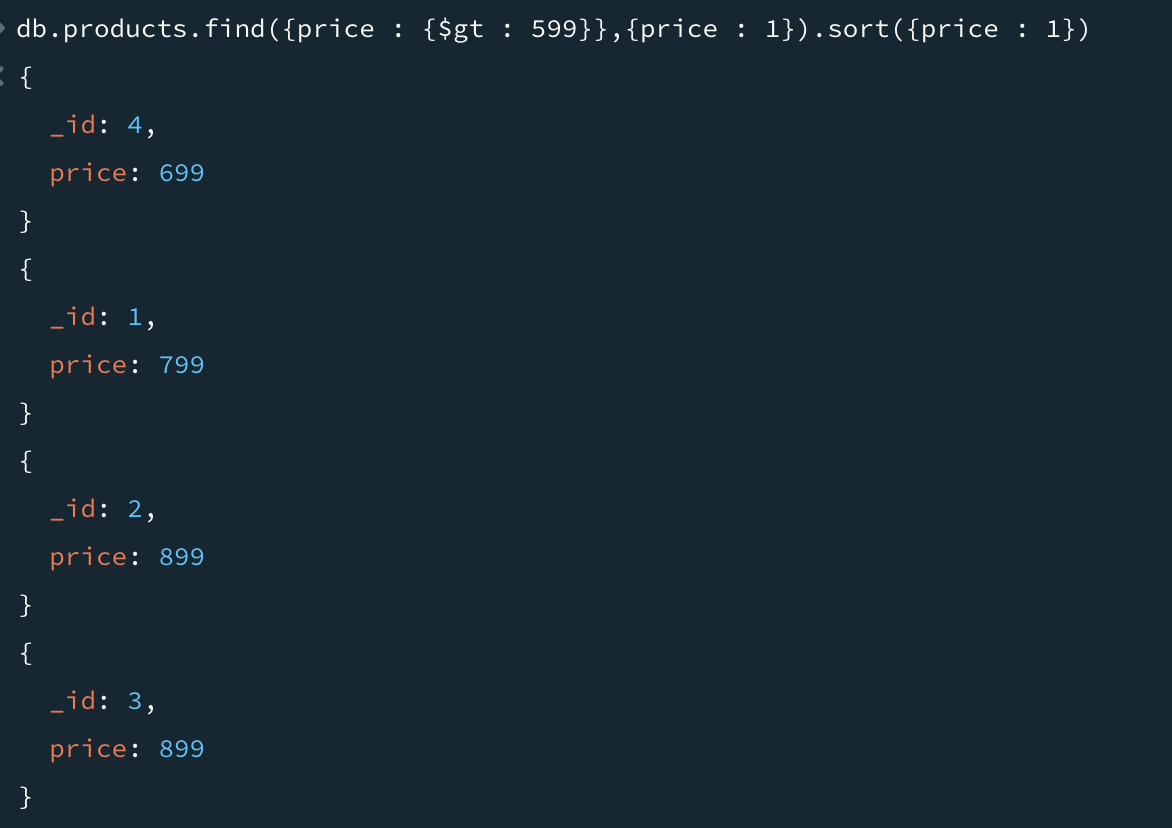 db.products.find({price : {$gt : 599}},{price : 1}).sort({price : 1})
{
  _id: 4,
  price: 699
}
{
  _id: 1,
  price: 799
}
{
  _id: 2,
  price: 899
}
{
  _id: 3,
  price: 899
}